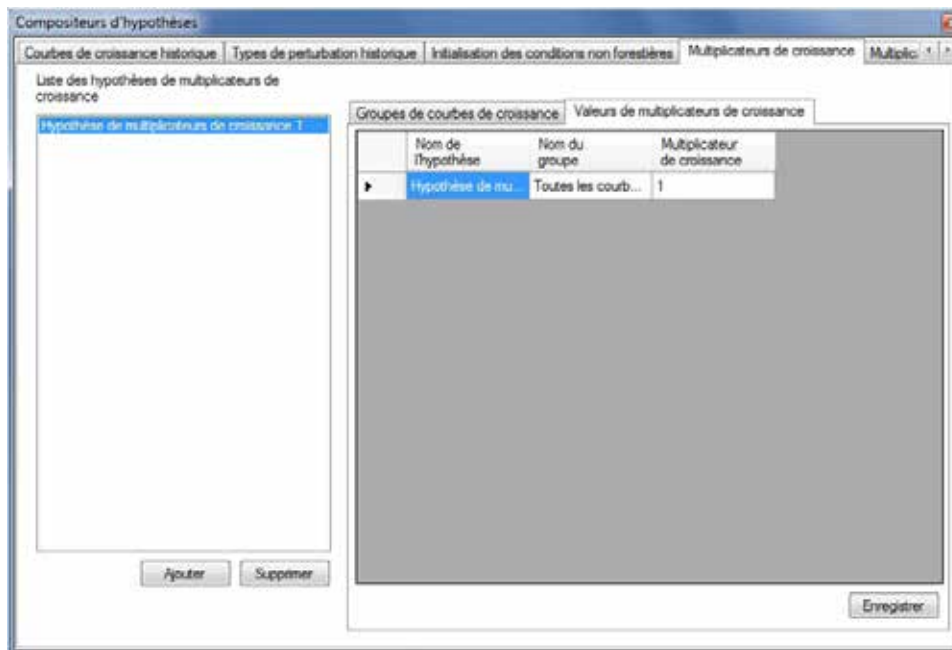 Compositeurs d'hypothèses
Courbes de croissance historique Types de perturbation historique Initialisation des conditions non forestières Multiplicateurs de croissance Multiplic
Liste des hypothèses de multiplicateurs de
croissance
Hypothèse de multiplicateurs de croissance 1
Groupes de courbes de croissance Valeurs de multiplicateurs de croissance
Nom de l'hypothèse Nom du groupe Multiplicateur de croissance
Hypothèse de mu... Toutes les courb... 1
Ajouter Supprimer
Enregistrer